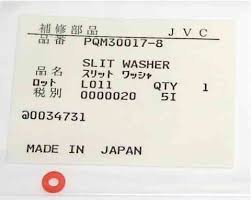 補修部品 JVC
品番 PQM30017-8
SLIT WASHER
品名 スリット ワッシャ
ロット L011 QTY 1
税別 0000020 5I
@0034731
MADE IN JAPAN